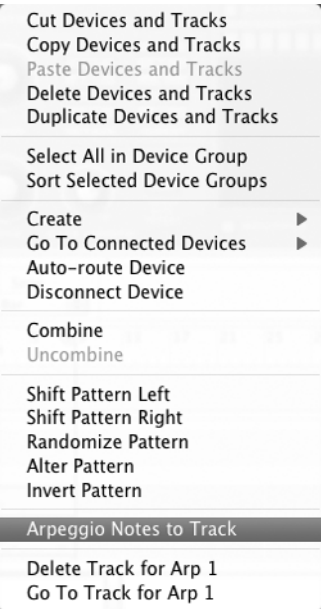 Cut Devices and Tracks
Copy Devices and Tracks
Paste Devices and Tracks
Delete Devices and Tracks
Duplicate Devices and Tracks
Select All in Device Group
Sort Selected Device Groups
Create
Go To Connected Devices
Auto-route Device
Disconnect Device
Combine
Uncombine
Shift Pattern Left
Shift Pattern Right
Randomize Pattern
Alter Pattern
Invert Pattern
Arpeggio Notes to Track
Delete Track for Arp 1
Go To Track for Arp 1